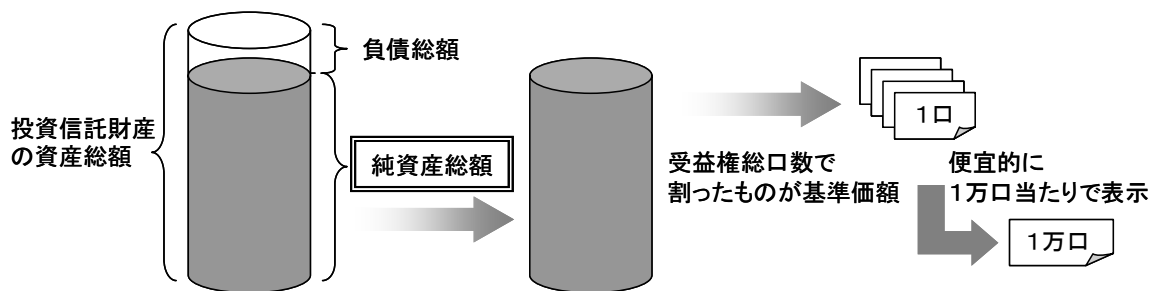 負債総額
投資信託財産
の資産総額
純資産総額
受益権総口数で
割ったものが基準価額
1口
便宜的に
1万口当たりで表示
1万口